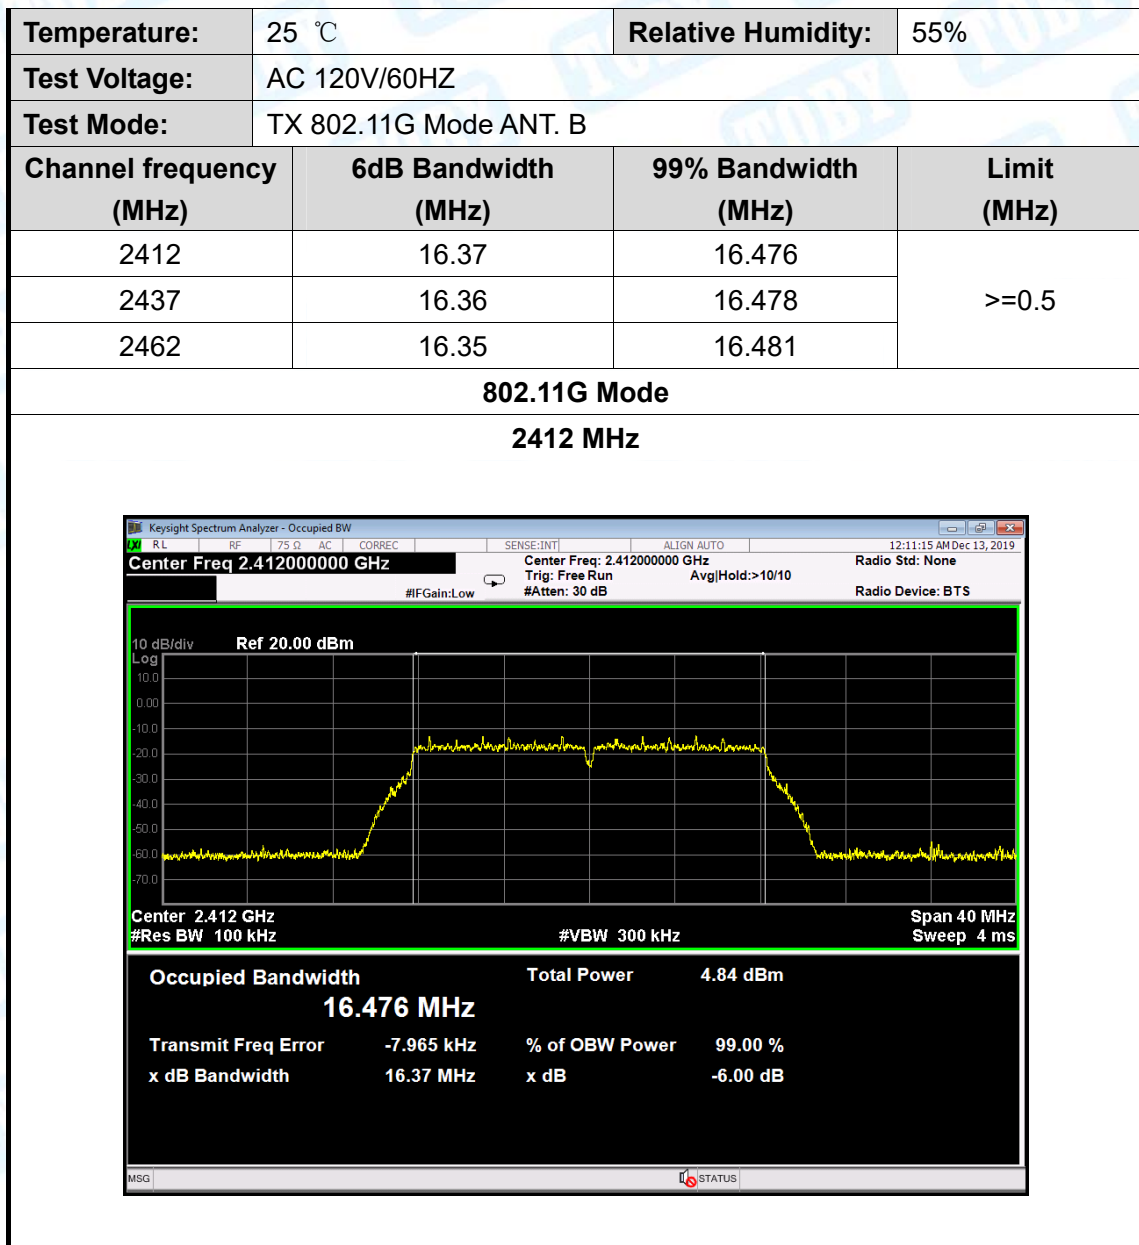 Temperature: 25 ℃ Relative Humidity: 55%
Test Voltage: AC 120V/60HZ
Test Mode: TX 802.11G Mode ANT. B
Channel frequency 6dB Bandwidth 99% Bandwidth Limit
(MHz) (MHz) (MHz) (MHz)
2412 16.37 16.476
2437 16.36 16.478 >=0.5
2462 16.35 16.481
802.11G Mode
2412 MHz
Keysight Spectrum Analyzer - Occupied BW
LXI RL RF 75 Ω AC CORREC SENSE:INT ALIGN AUTO 12:11:15 AM Dec 13, 2019
Center Freq 2.412000000 GHz Center Freq: 2.412000000 GHz Radio Std: None
Trig: Free Run Avg|Hold:>10/10
#IFGain:Low #Atten: 30 dB Radio Device: BTS
10 dB/div Ref 20.00 dBm
Log
10.0
0.00
-10.0
-20.0
-30.0
-40.0
-50.0
-60.0
-70.0
Center 2.412 GHz Span 40 MHz
#Res BW 100 kHz #VBW 300 kHz Sweep 4 ms
Occupied Bandwidth Total Power 4.84 dBm
16.476 MHz
Transmit Freq Error -7.965 kHz % of OBW Power 99.00 %
x dB Bandwidth 16.37 MHz x dB -6.00 dB
MSG STATUS
TOBY